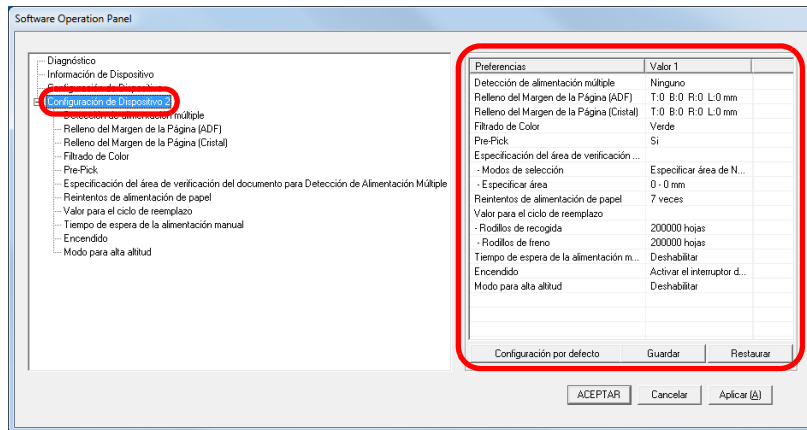 Software Operation Panel
Diagnóstico
Información de Dispositivo
Configuración de Dispositivo
Configuración de Dispositivo 2
Detección de alimentación múltiple
Relleno del Margen de la Página (ADF)
Relleno del Margen de la Página (Cristal)
Filtrado de Color
Pre-Pick
Especificación del área de verificación del documento para Detección de Alimentación Múltiple
Reintentos de alimentación de papel
Valor para el ciclo de reemplazo
Tiempo de espera de la alimentación manual
Encendido
Modo para alta altitud
Preferencias Valor 1
Detección de alimentación múltiple Ninguno
Relleno del Margen de la Página (ADF) T:0 B:0 R:0 L:0 mm
Relleno del Margen de la Página (Cristal) T:0 B:0 R:0 L:0 mm
Filtrado de Color Verde
Pre-Pick Si
Especificación del área de verificación ...
- Modos de selección Especificar área de N...
- Especificar área 0 - 0 mm
Reintentos de alimentación de papel 7 veces
Valor para el ciclo de reemplazo
- Rodillos de recogida 200000 hojas
- Rodillos de freno 200000 hojas
Tiempo de espera de la alimentación m... Deshabilitar
Encendido Activar el interruptor d...
Modo para alta altitud Deshabilitar
Configuración por defecto Guardar Restaurar
ACEPTAR Cancelar Aplicar (A)